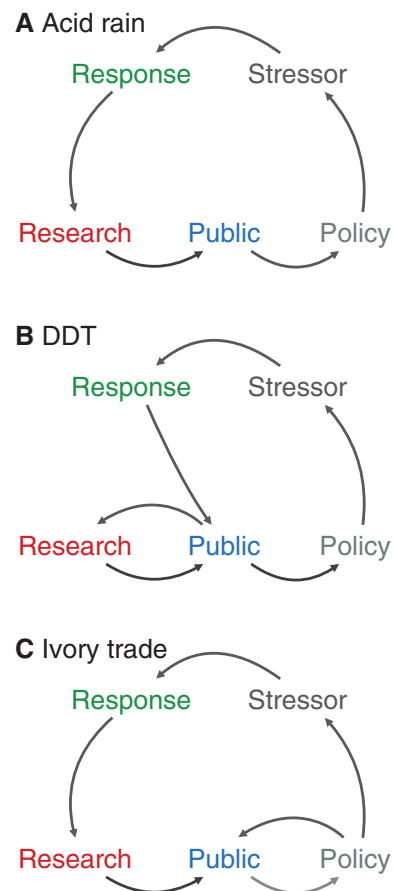 A Acid rain
Response Stressor
Research Public Policy
B DDT
Response Stressor
Research Public Policy
C Ivory trade
Response Stressor
Research Public Policy